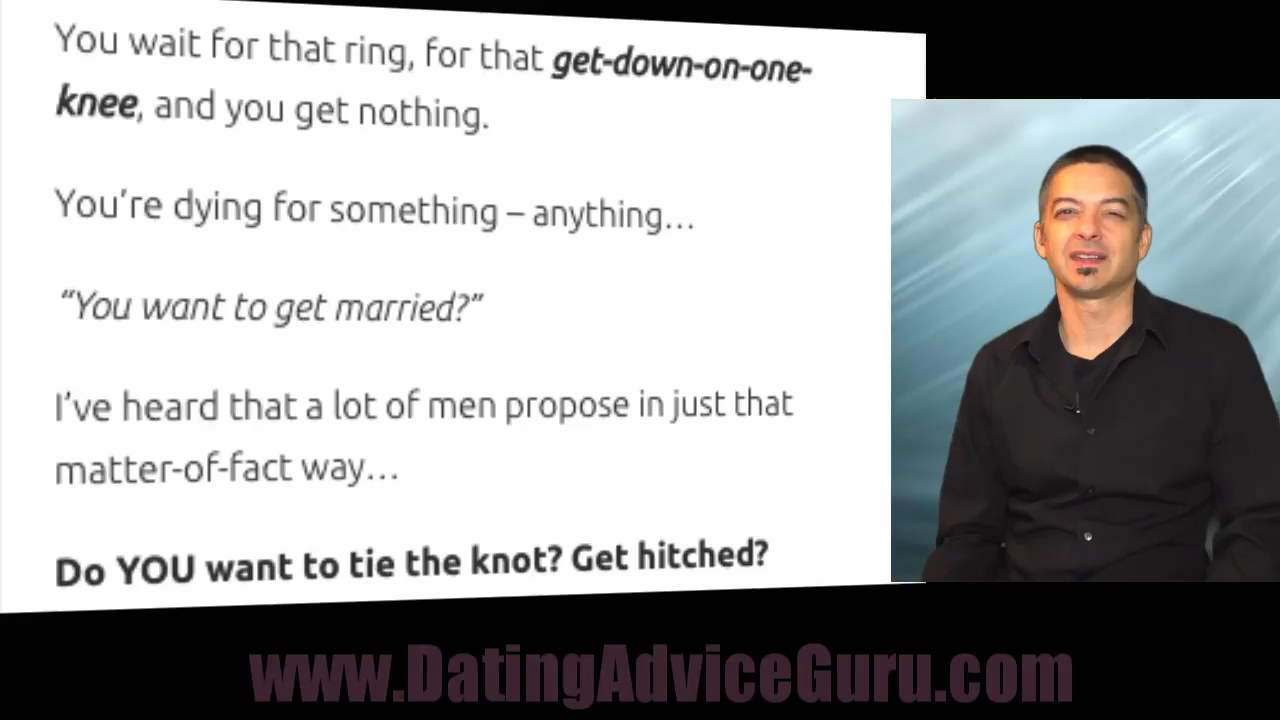 You wait for that ring, for that get-down-on-one-
knee, and you get nothing.
You’re dying for something – anything…
“You want to get married?”
I’ve heard that a lot of men propose in just that
matter-of-fact way…
Do YOU want to tie the knot? Get hitched?
www.DatingAdviceGuru.com